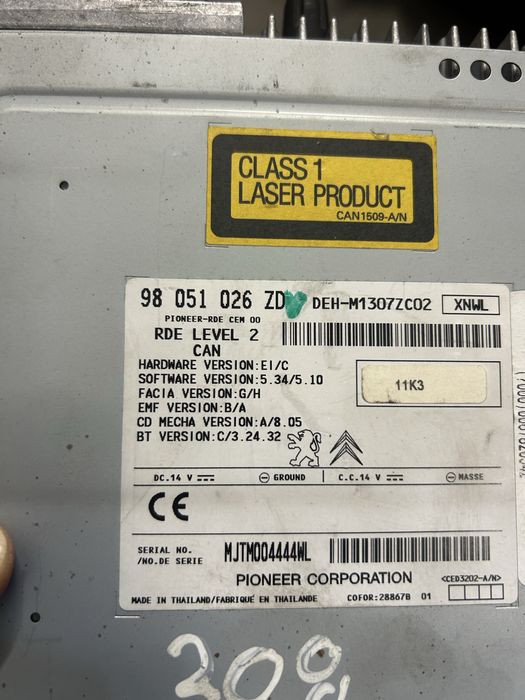 CLASS 1
LASER PRODUCT
CAN1509-A/N
98 051 026 ZD DEH-M1307ZC02 XNWL
PIONEER-RDE CEM 00
RDE LEVEL 2
CAN
HARDWARE VERSION:EI/C
SOFTWARE VERSION:5.34/5.10
11K3
FACIA VERSION:G/H
EMF VERSION:B/A
CD MECHA VERSION:A/8.05
BT VERSION:C/3.24.32
DC.14 V ⊖ GROUND C.C.14 V ⊖ MASSE
CE
SERIAL NO.
/NO.DE SERIE
MJTM004444WL
PIONEER CORPORATION
<CED3202-A/N>
MADE IN THAILAND/FABRIQUÉ EN THAILANDE COFOR:28867B 01